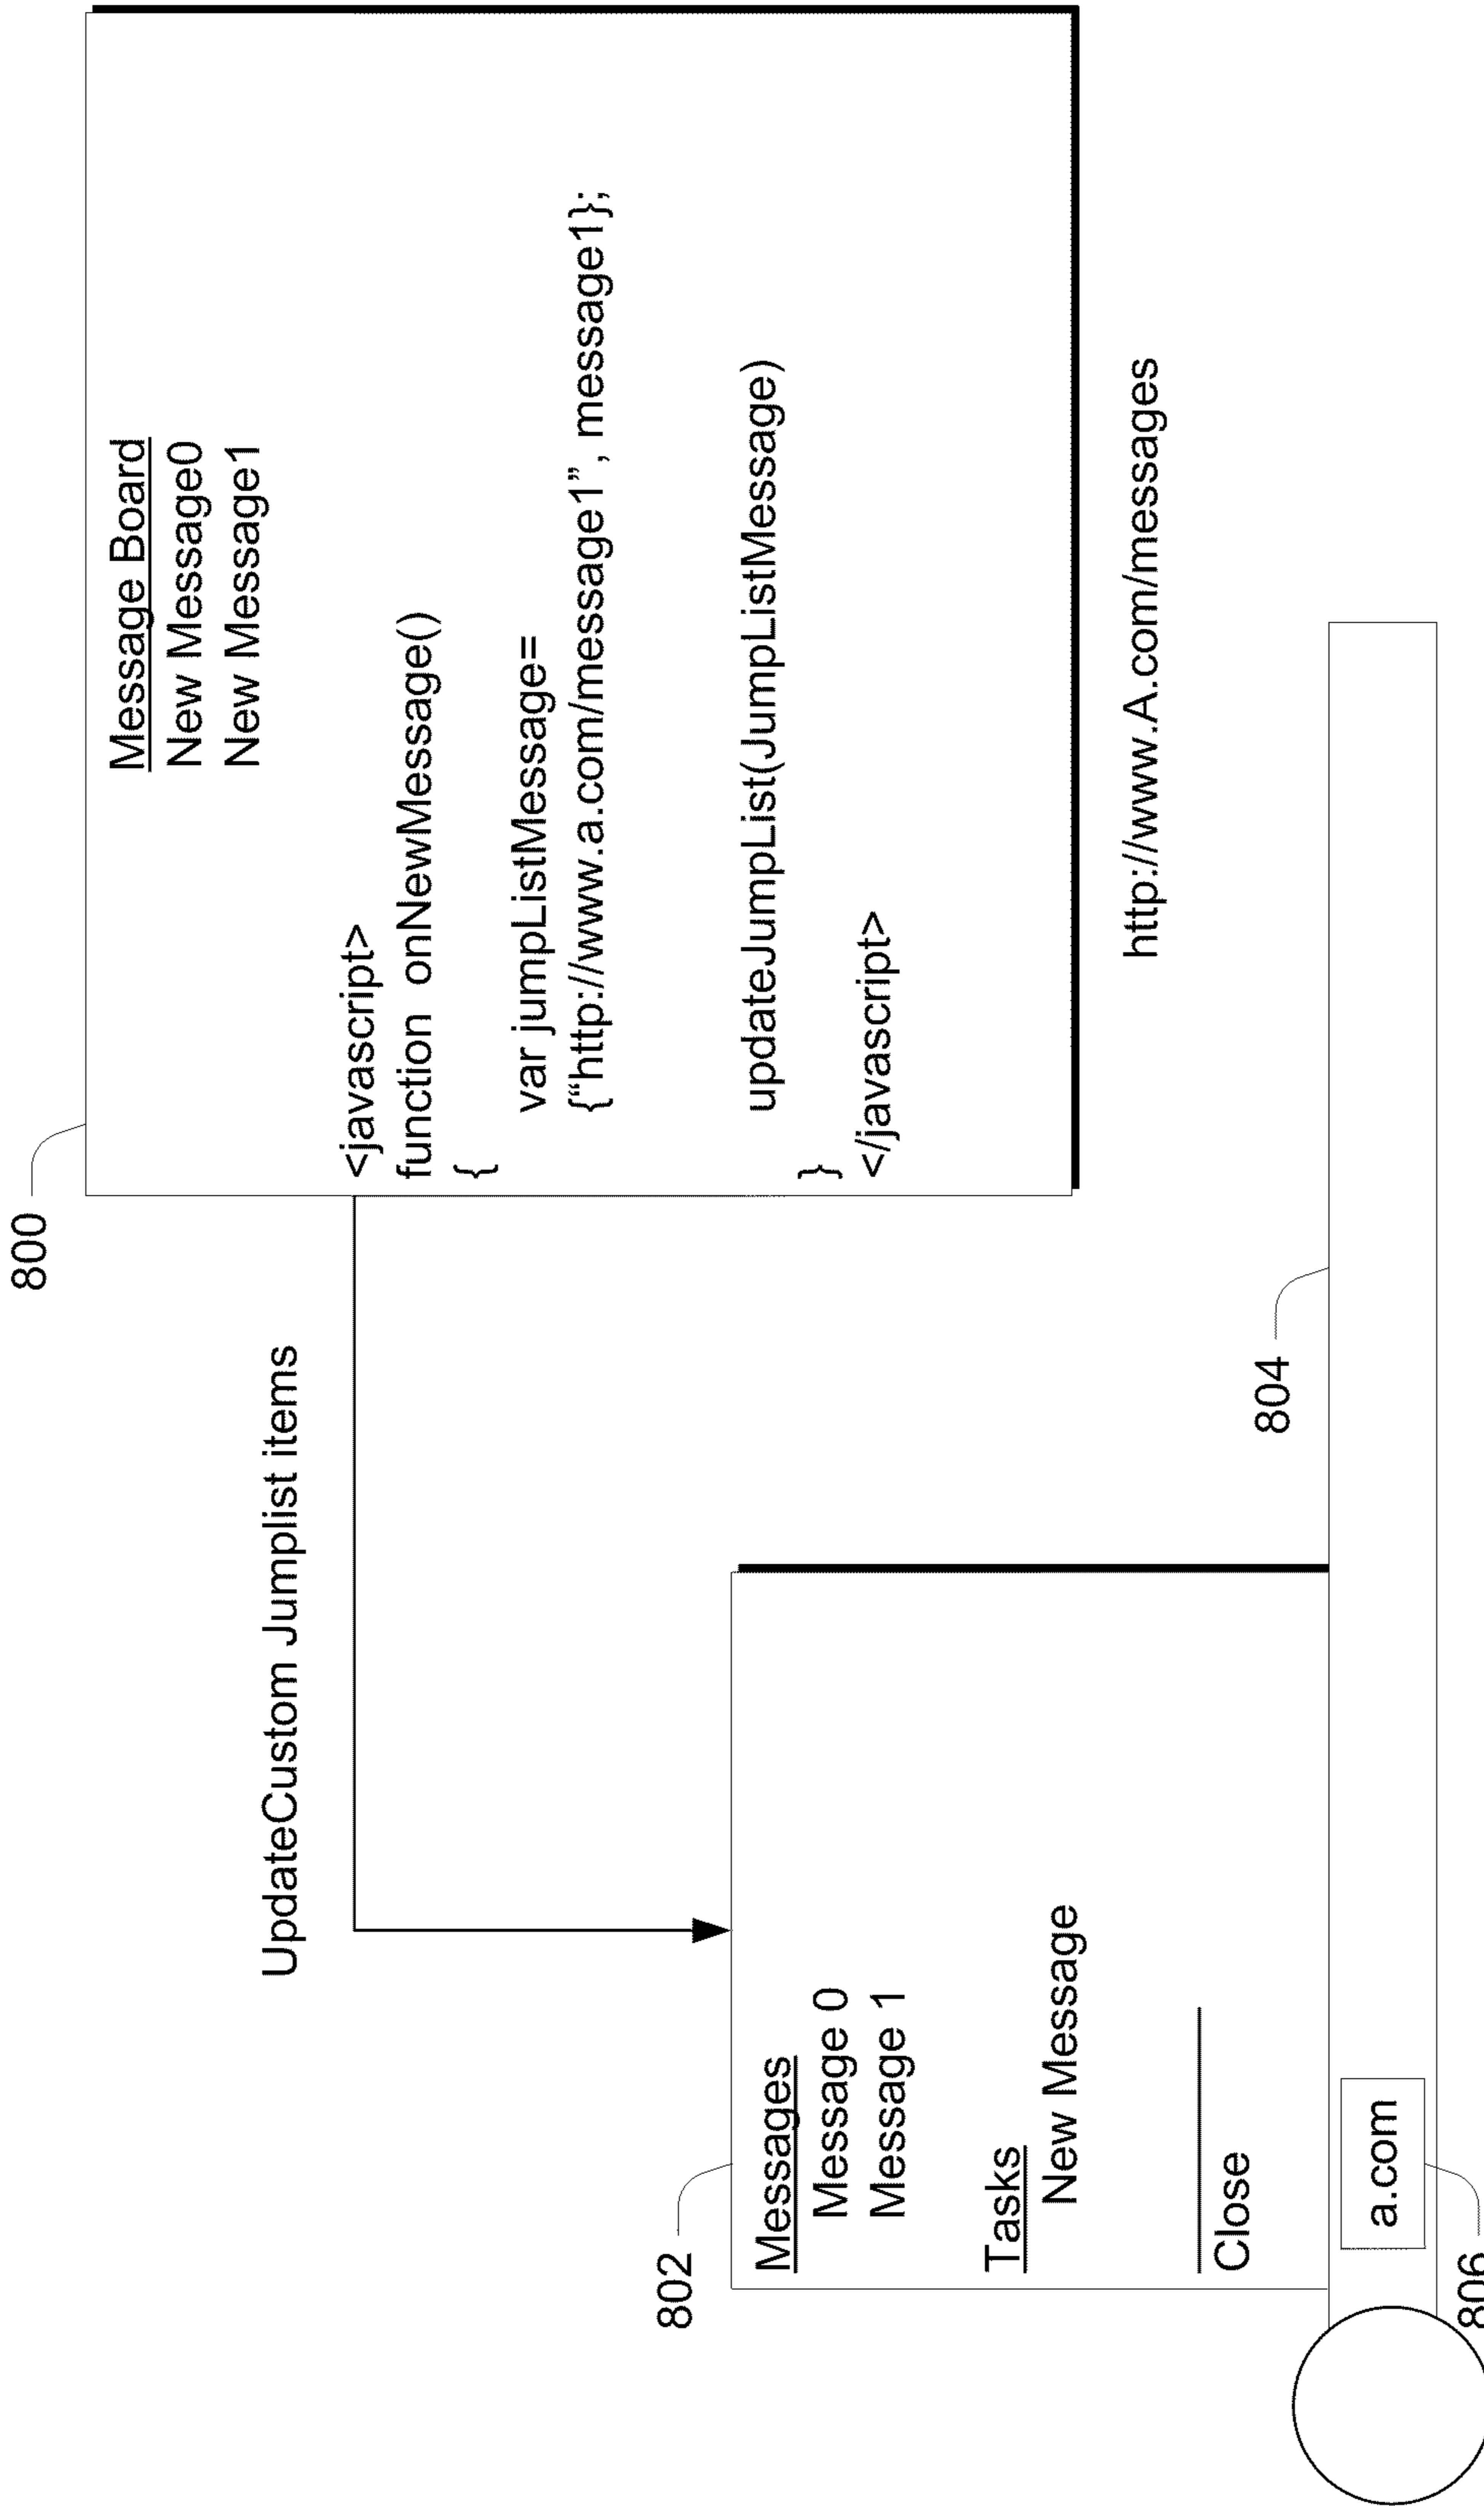 800
Message Board
New Message0
New Message1
<javascript>
function onNewMessage()
{
var jumpListMessage=
{“http://www.a.com/message1”, message1};
updateJumpList(JumpListMessage)
}
</javascript>
http://www.A.com/messages
UpdateCustom Jumplist items
802
Messages
Message 0
Message 1
Tasks
New Message
Close
804
a.com
806